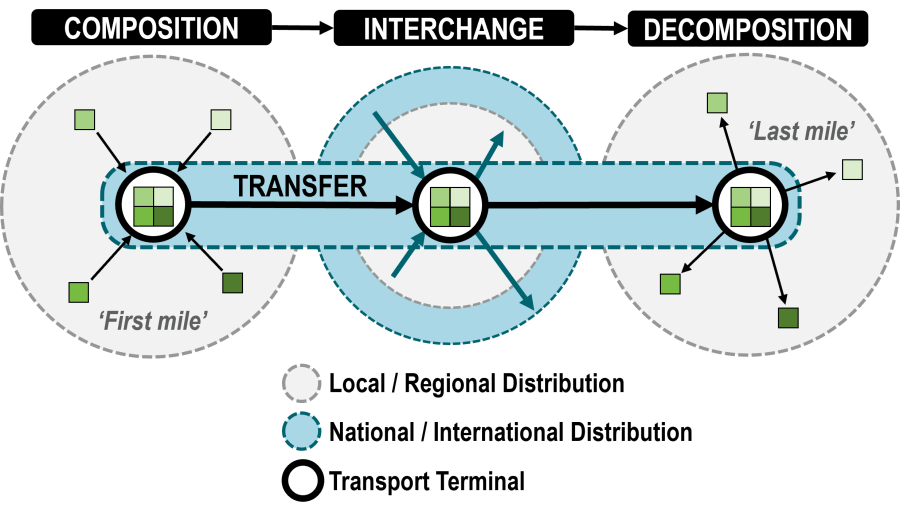 COMPOSITION
INTERCHANGE
DECOMPOSITION
‘Last mile’
TRANSFER
‘First mile’
Local / Regional Distribution
National / International Distribution
Transport Terminal